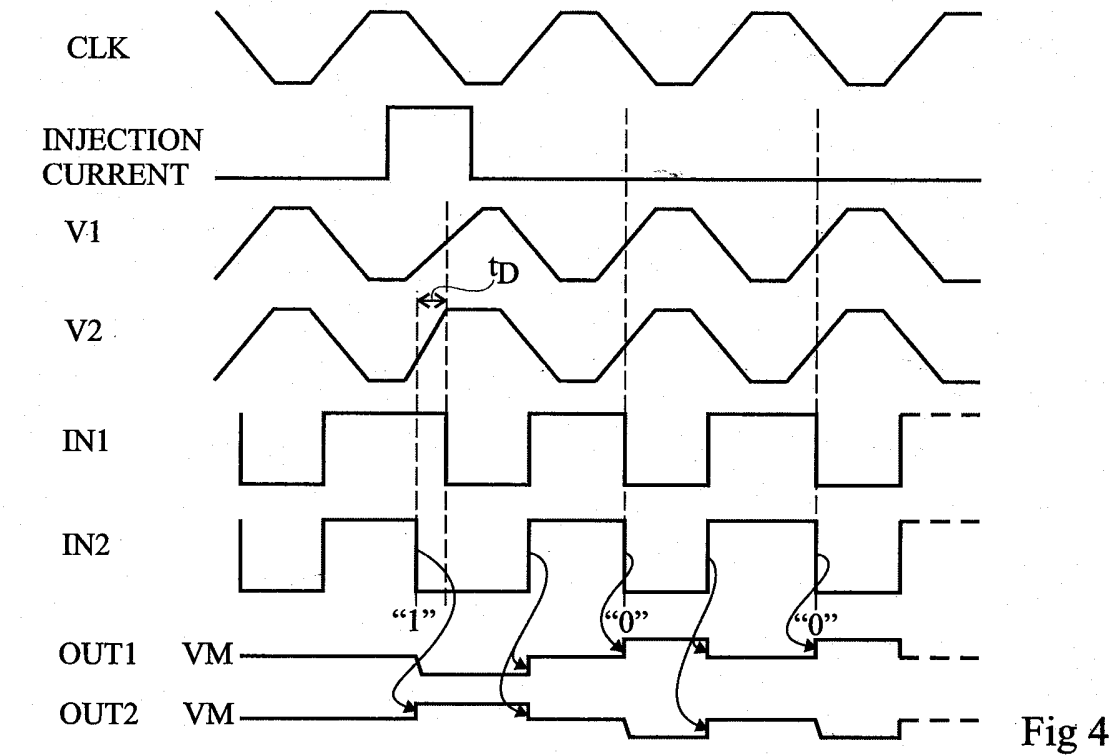 CLK
INJECTION
CURRENT
V1
tD
V2
IN1
IN2
“1” “0” “0”
OUT1 VM
OUT2 VM
Fig 4